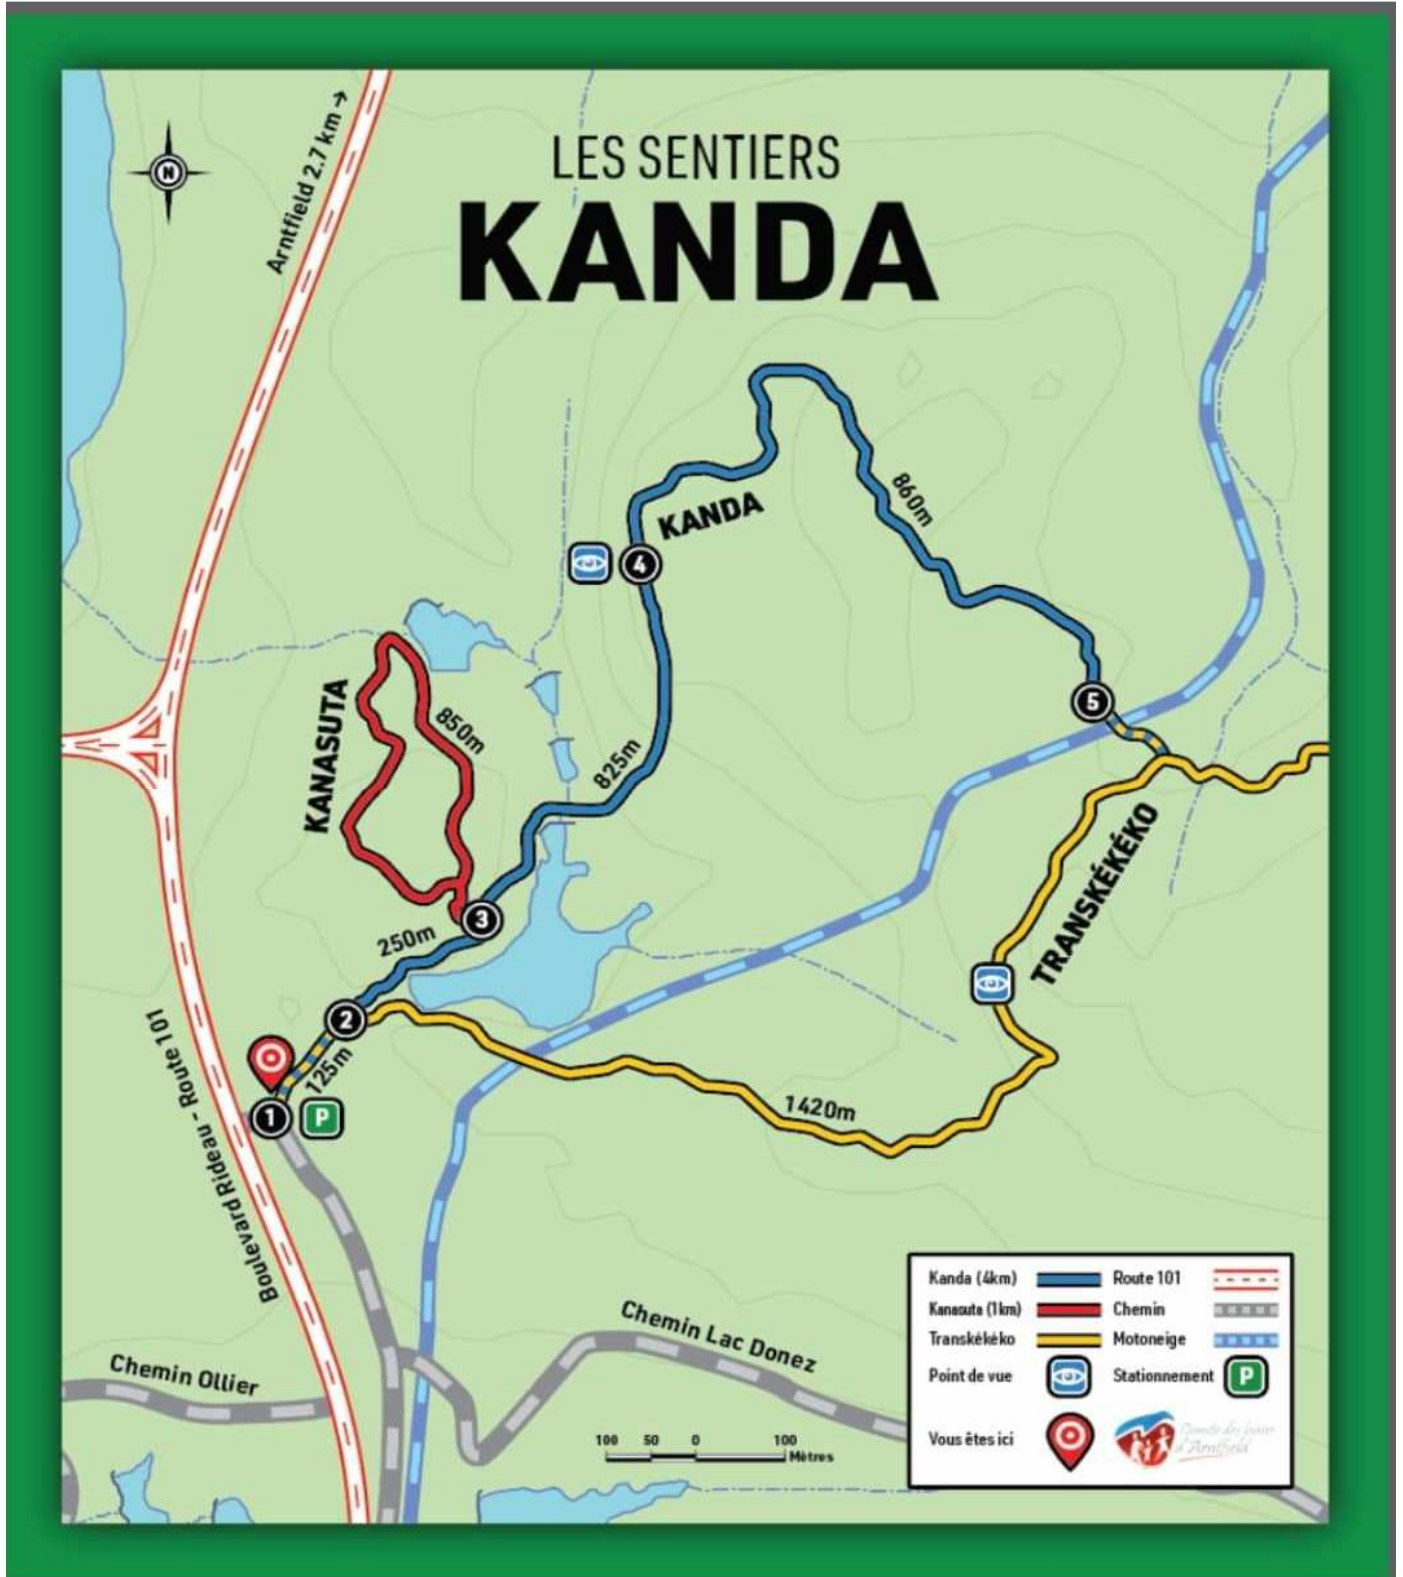 Arntfield 2.7 km →
N
LES SENTIERS
KANDA
860m
KANDA
4
KANASUTA
850m
825m
5
TRANSKÉKÉKO
3
250m
2
125m
1
P
1420m
Boulevard Rideau - Route 101
Chemin Ollier
Chemin Lac Donez
100 50 0 100
Mètres
Kanda (4km) Route 101
Kanasuta (1km) Chemin
Transkékéko Motoneige
Point de vue Stationnement P
Vous êtes ici
d'Arntfield